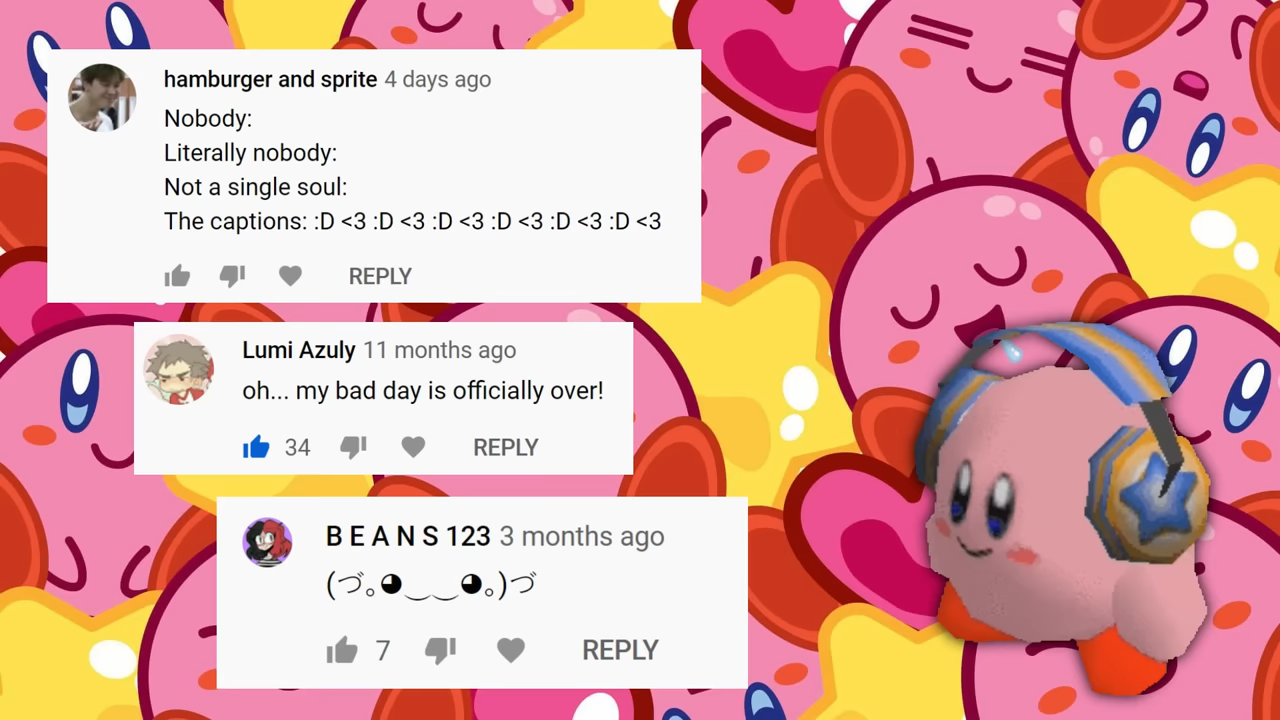 hamburger and sprite 4 days ago
Nobody:
Literally nobody:
Not a single soul:
The captions: :D <3 :D <3 :D <3 :D <3 :D <3 :D <3
REPLY
Lumi Azuly 11 months ago
oh... my bad day is officially over!
34 REPLY
B E A N S 123 3 months ago
(づ｡◕‿‿◕｡)づ
7 REPLY